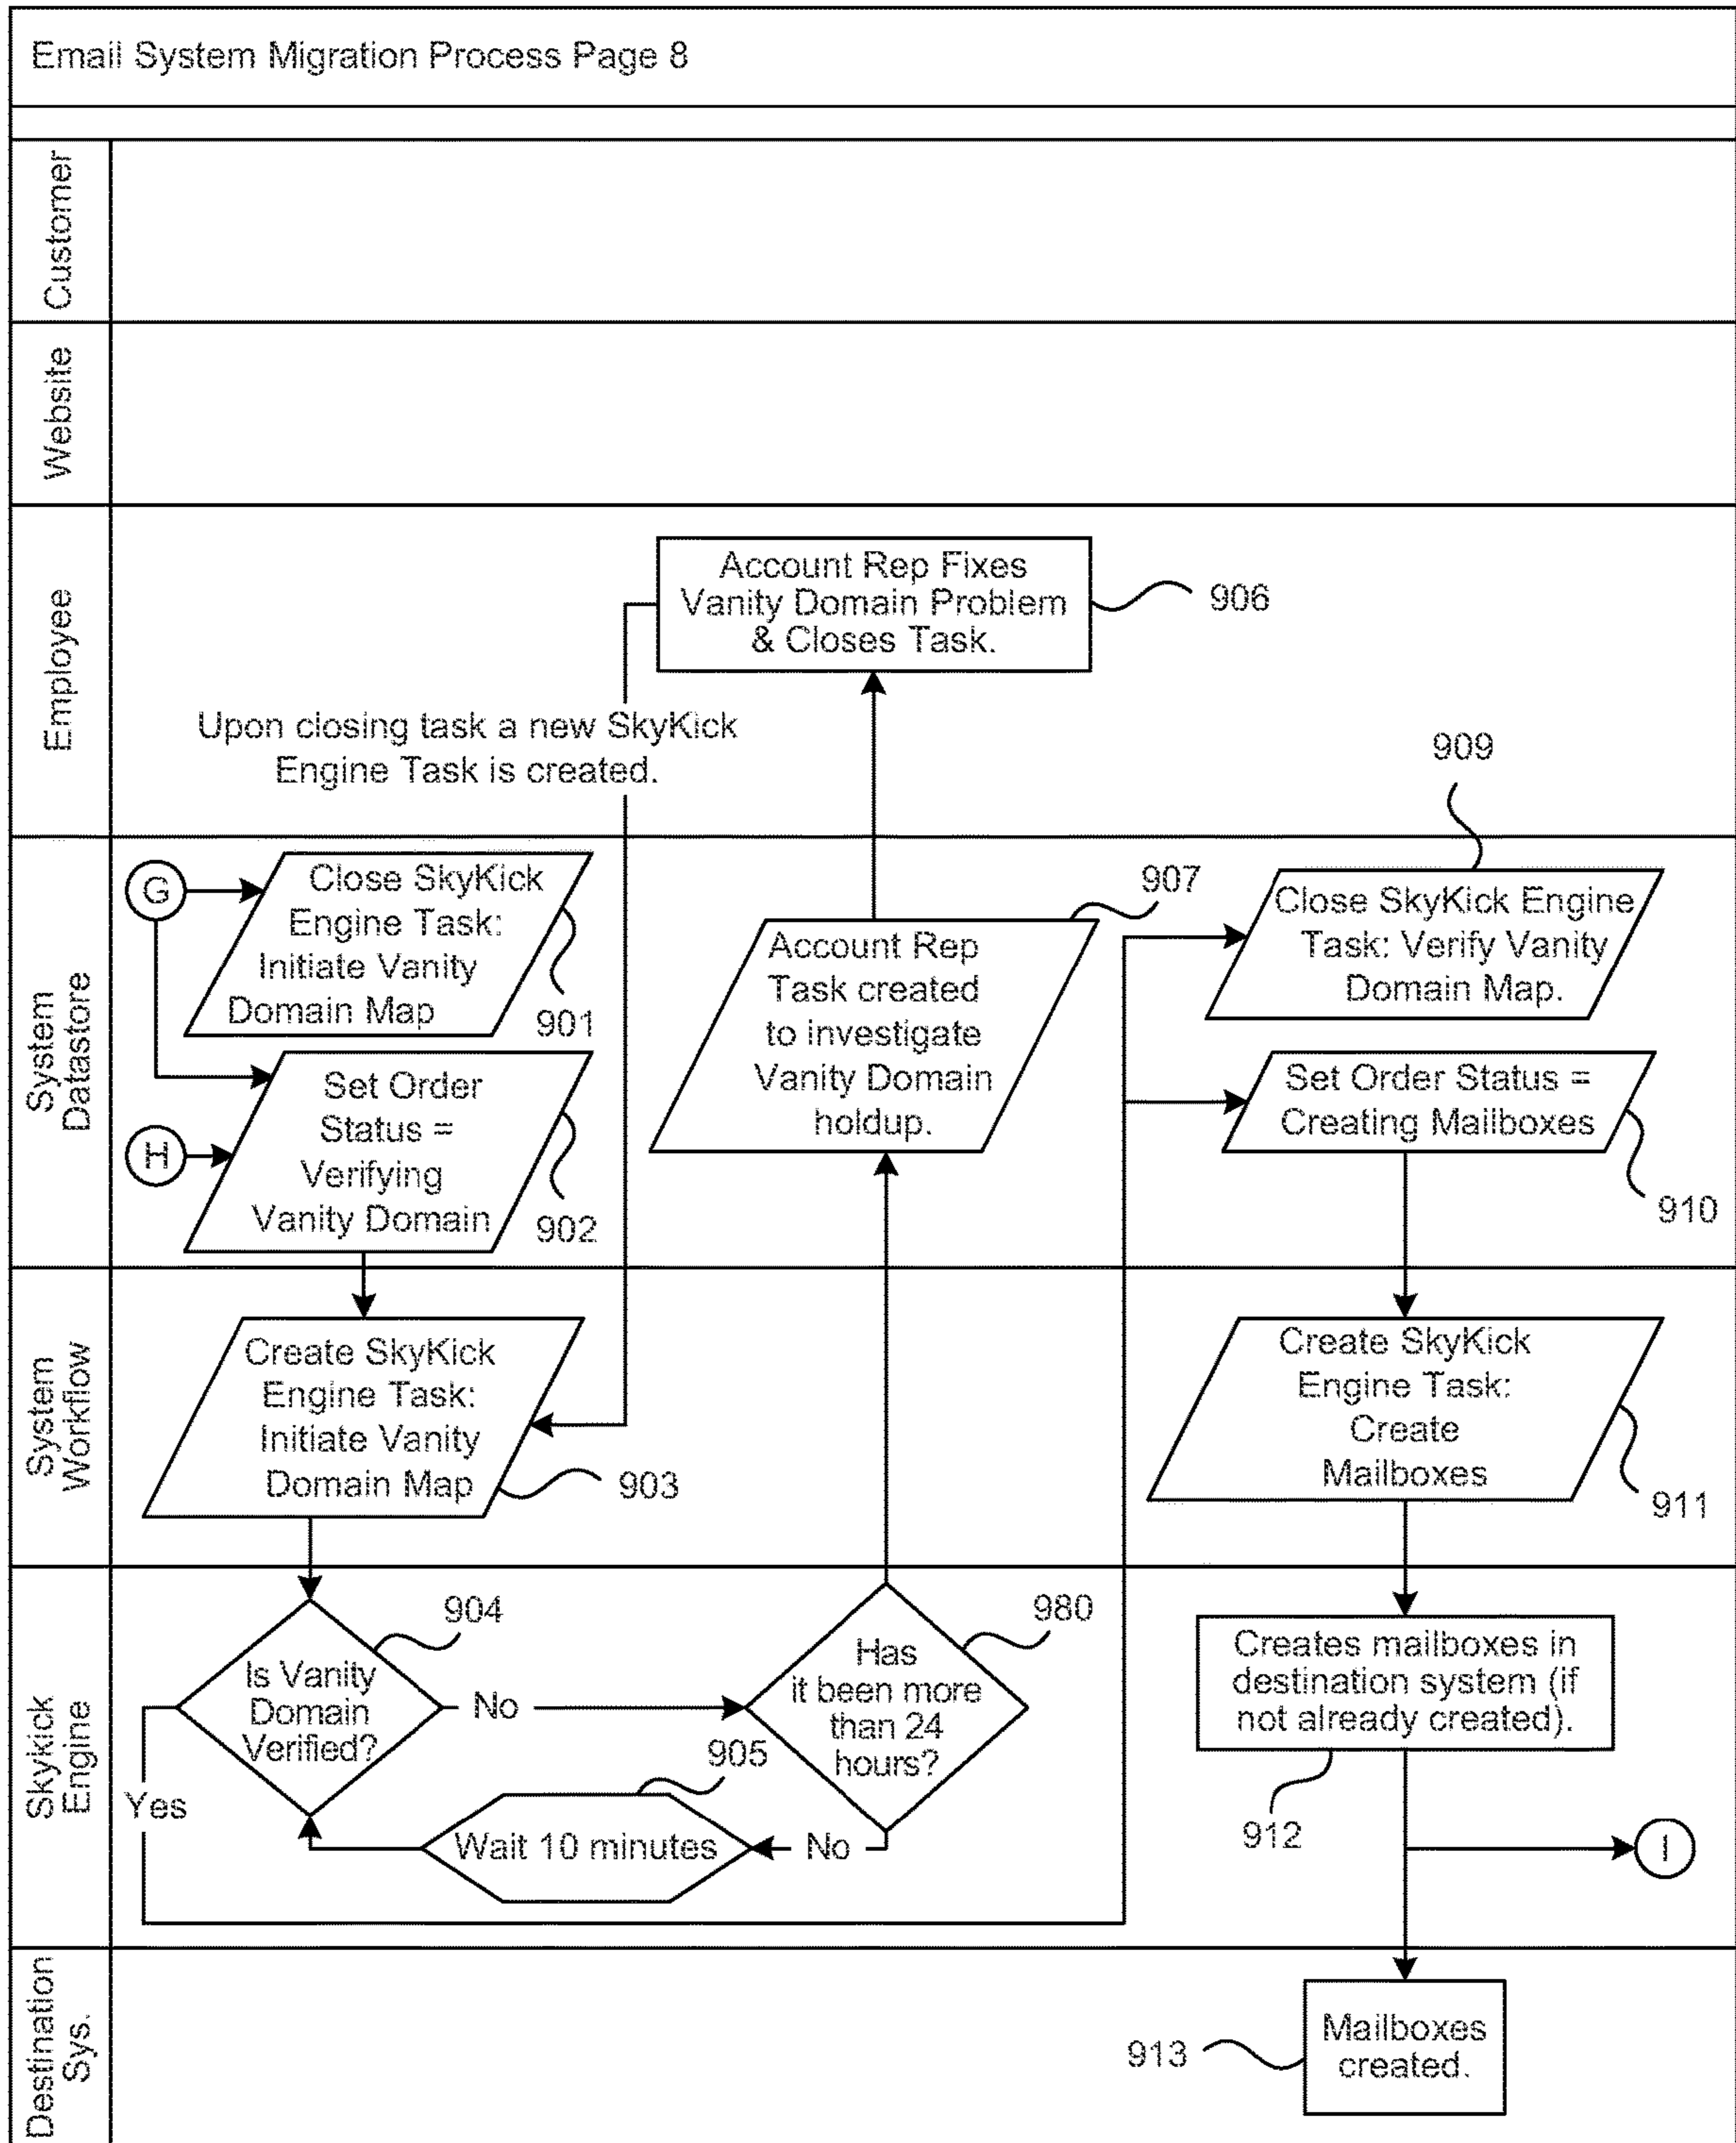 Email System Migration Process Page 8
Customer
Website
Employee
Account Rep Fixes
Vanity Domain Problem
& Closes Task.
906
Upon closing task a new SkyKick
Engine Task is created.
909
System
Datastore
G
Close SkyKick
Engine Task:
Initiate Vanity
Domain Map
901
H
Set Order
Status =
Verifying
Vanity Domain
902
907
Account Rep
Task created
to investigate
Vanity Domain
holdup.
Close SkyKick Engine
Task: Verify Vanity
Domain Map.
Set Order Status =
Creating Mailboxes
910
System
Workflow
Create SkyKick
Engine Task:
Initiate Vanity
Domain Map
903
Create SkyKick
Engine Task:
Create
Mailboxes
911
Skykick
Engine
904
Is Vanity
Domain
Verified?
No
Yes
980
Has
it been more
than 24
hours?
905
Wait 10 minutes
No
Creates mailboxes in
destination system (if
not already created).
912
I
Destination
Sys.
913
Mailboxes
created.